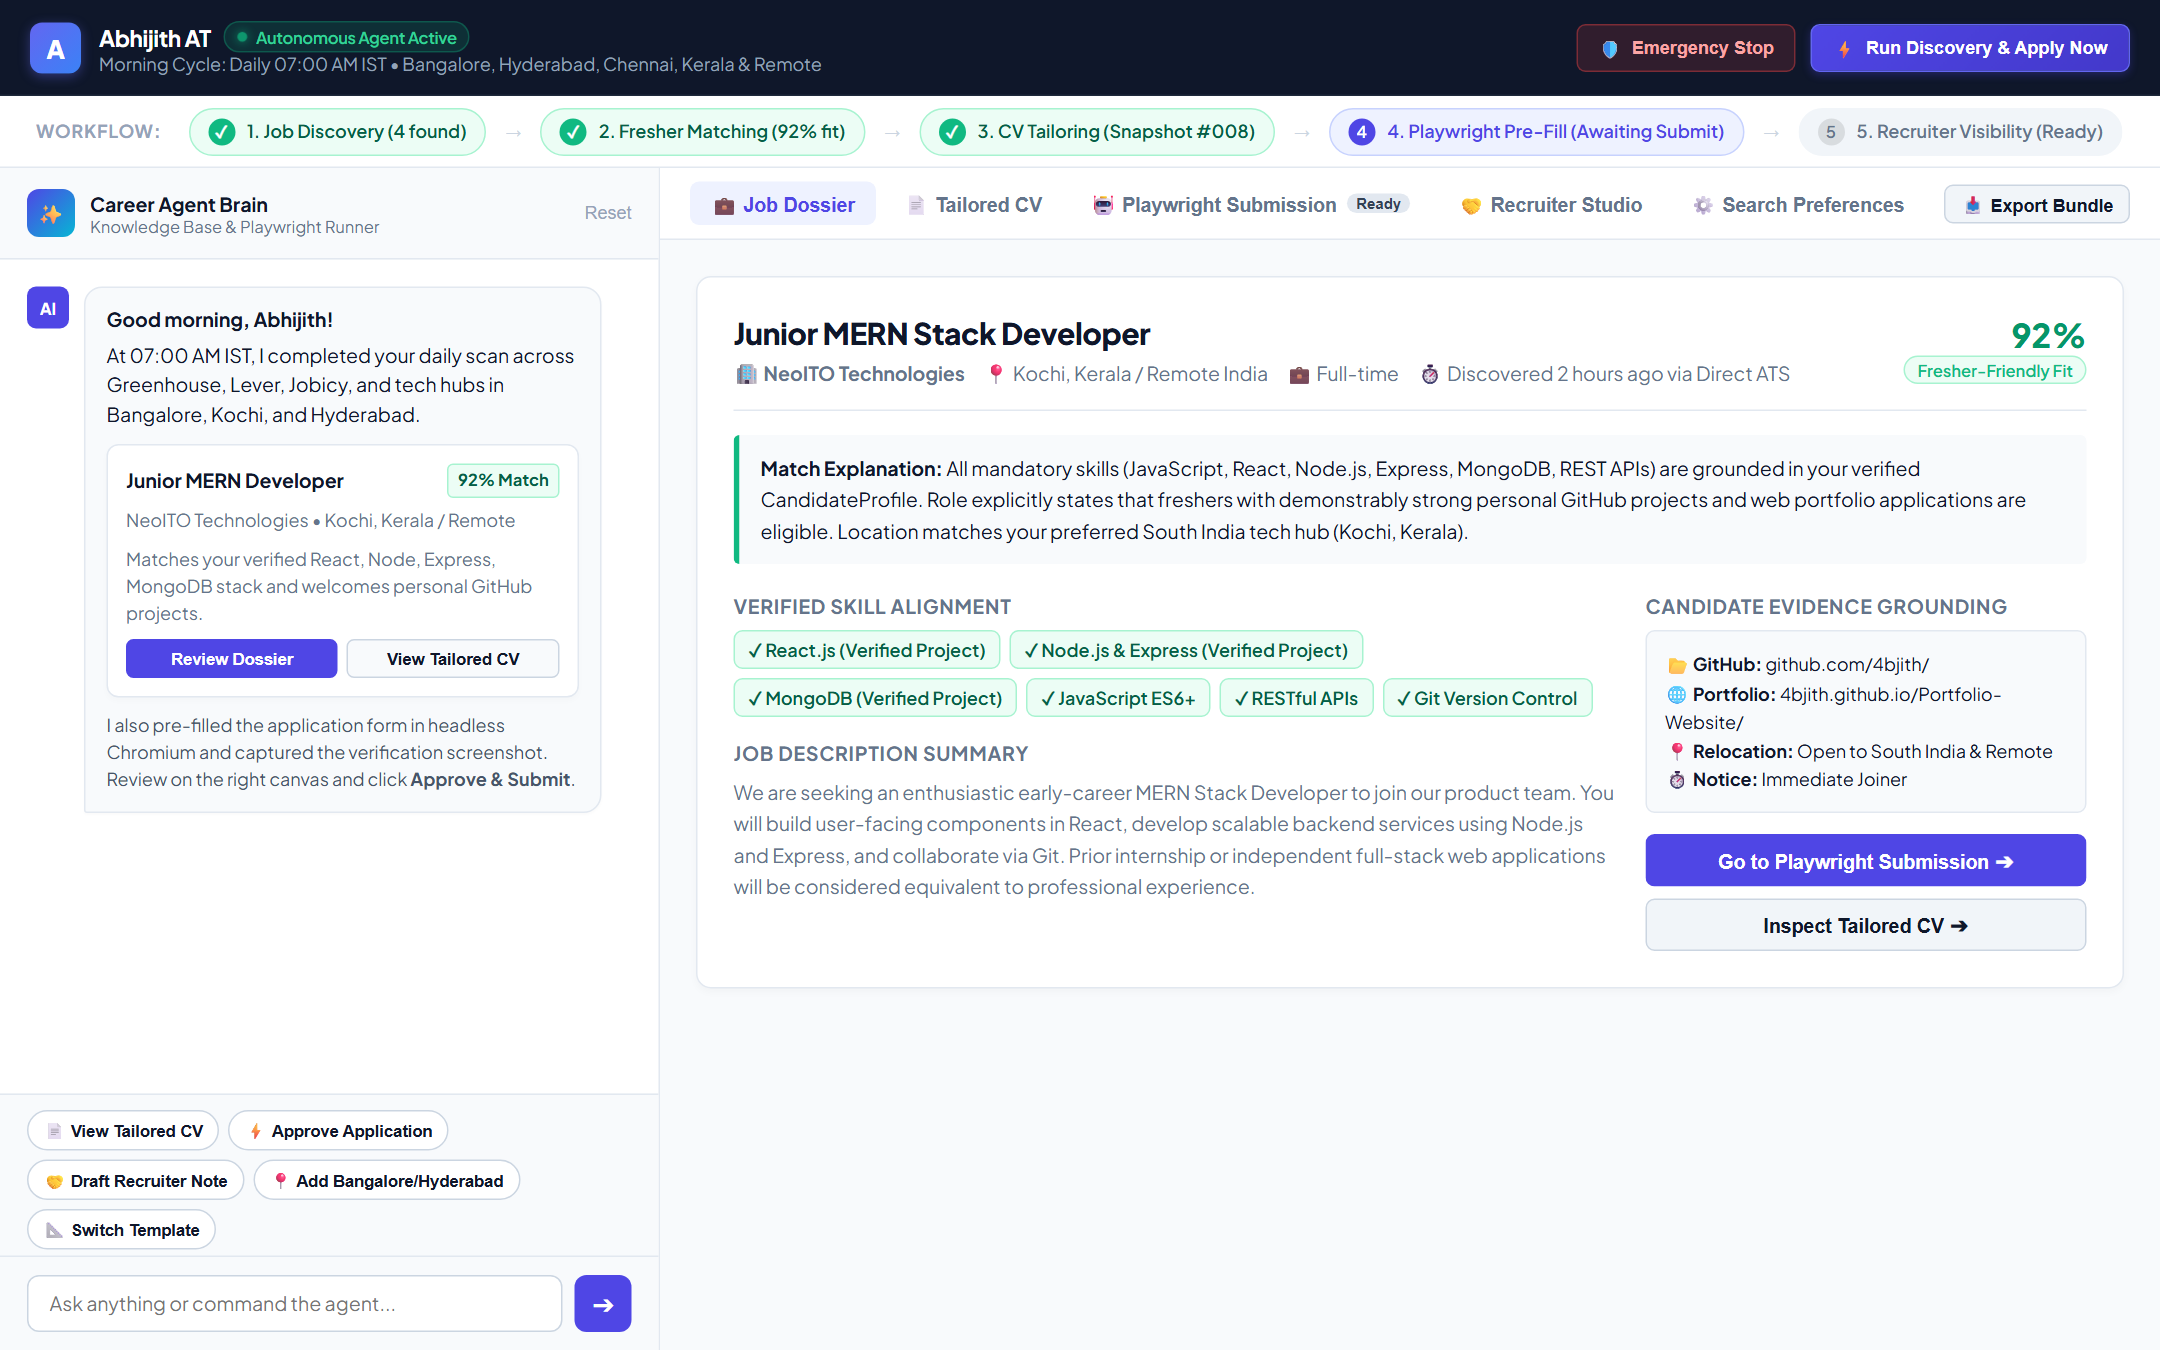 A
Abhijith AT
Autonomous Agent Active
Morning Cycle: Daily 07:00 AM IST • Bangalore, Hyderabad, Chennai, Kerala & Remote
Emergency Stop
Run Discovery & Apply Now
WORKFLOW:
✓ 1. Job Discovery (4 found)
→
✓ 2. Fresher Matching (92% fit)
→
✓ 3. CV Tailoring (Snapshot #008)
→
4 4. Playwright Pre-Fill (Awaiting Submit)
→
5 5. Recruiter Visibility (Ready)
Career Agent Brain
Knowledge Base & Playwright Runner
Reset
AI
Good morning, Abhijith!
At 07:00 AM IST, I completed your daily scan across
Greenhouse, Lever, Jobicy, and tech hubs in
Bangalore, Kochi, and Hyderabad.
Junior MERN Developer
92% Match
NeoITO Technologies • Kochi, Kerala / Remote
Matches your verified React, Node, Express,
MongoDB stack and welcomes personal GitHub
projects.
Review Dossier
View Tailored CV
I also pre-filled the application form in headless
Chromium and captured the verification screenshot.
Review on the right canvas and click Approve & Submit.
View Tailored CV
Approve Application
Draft Recruiter Note
Add Bangalore/Hyderabad
Switch Template
Ask anything or command the agent...
➔
Job Dossier
Tailored CV
Playwright Submission Ready
Recruiter Studio
Search Preferences
Export Bundle
Junior MERN Stack Developer
NeoITO Technologies
Kochi, Kerala / Remote India
Full-time
Discovered 2 hours ago via Direct ATS
92%
Fresher-Friendly Fit
Match Explanation: All mandatory skills (JavaScript, React, Node.js, Express, MongoDB, REST APIs) are grounded in your verified
CandidateProfile. Role explicitly states that freshers with demonstrably strong personal GitHub projects and web portfolio applications are
eligible. Location matches your preferred South India tech hub (Kochi, Kerala).
VERIFIED SKILL ALIGNMENT
✓ React.js (Verified Project)
✓ Node.js & Express (Verified Project)
✓ MongoDB (Verified Project)
✓ JavaScript ES6+
✓ RESTful APIs
✓ Git Version Control
JOB DESCRIPTION SUMMARY
We are seeking an enthusiastic early-career MERN Stack Developer to join our product team. You
will build user-facing components in React, develop scalable backend services using Node.js
and Express, and collaborate via Git. Prior internship or independent full-stack web applications
will be considered equivalent to professional experience.
CANDIDATE EVIDENCE GROUNDING
GitHub: github.com/4bjith/
Portfolio: 4bjith.github.io/Portfolio-
Website/
Relocation: Open to South India & Remote
Notice: Immediate Joiner
Go to Playwright Submission ➔
Inspect Tailored CV ➔